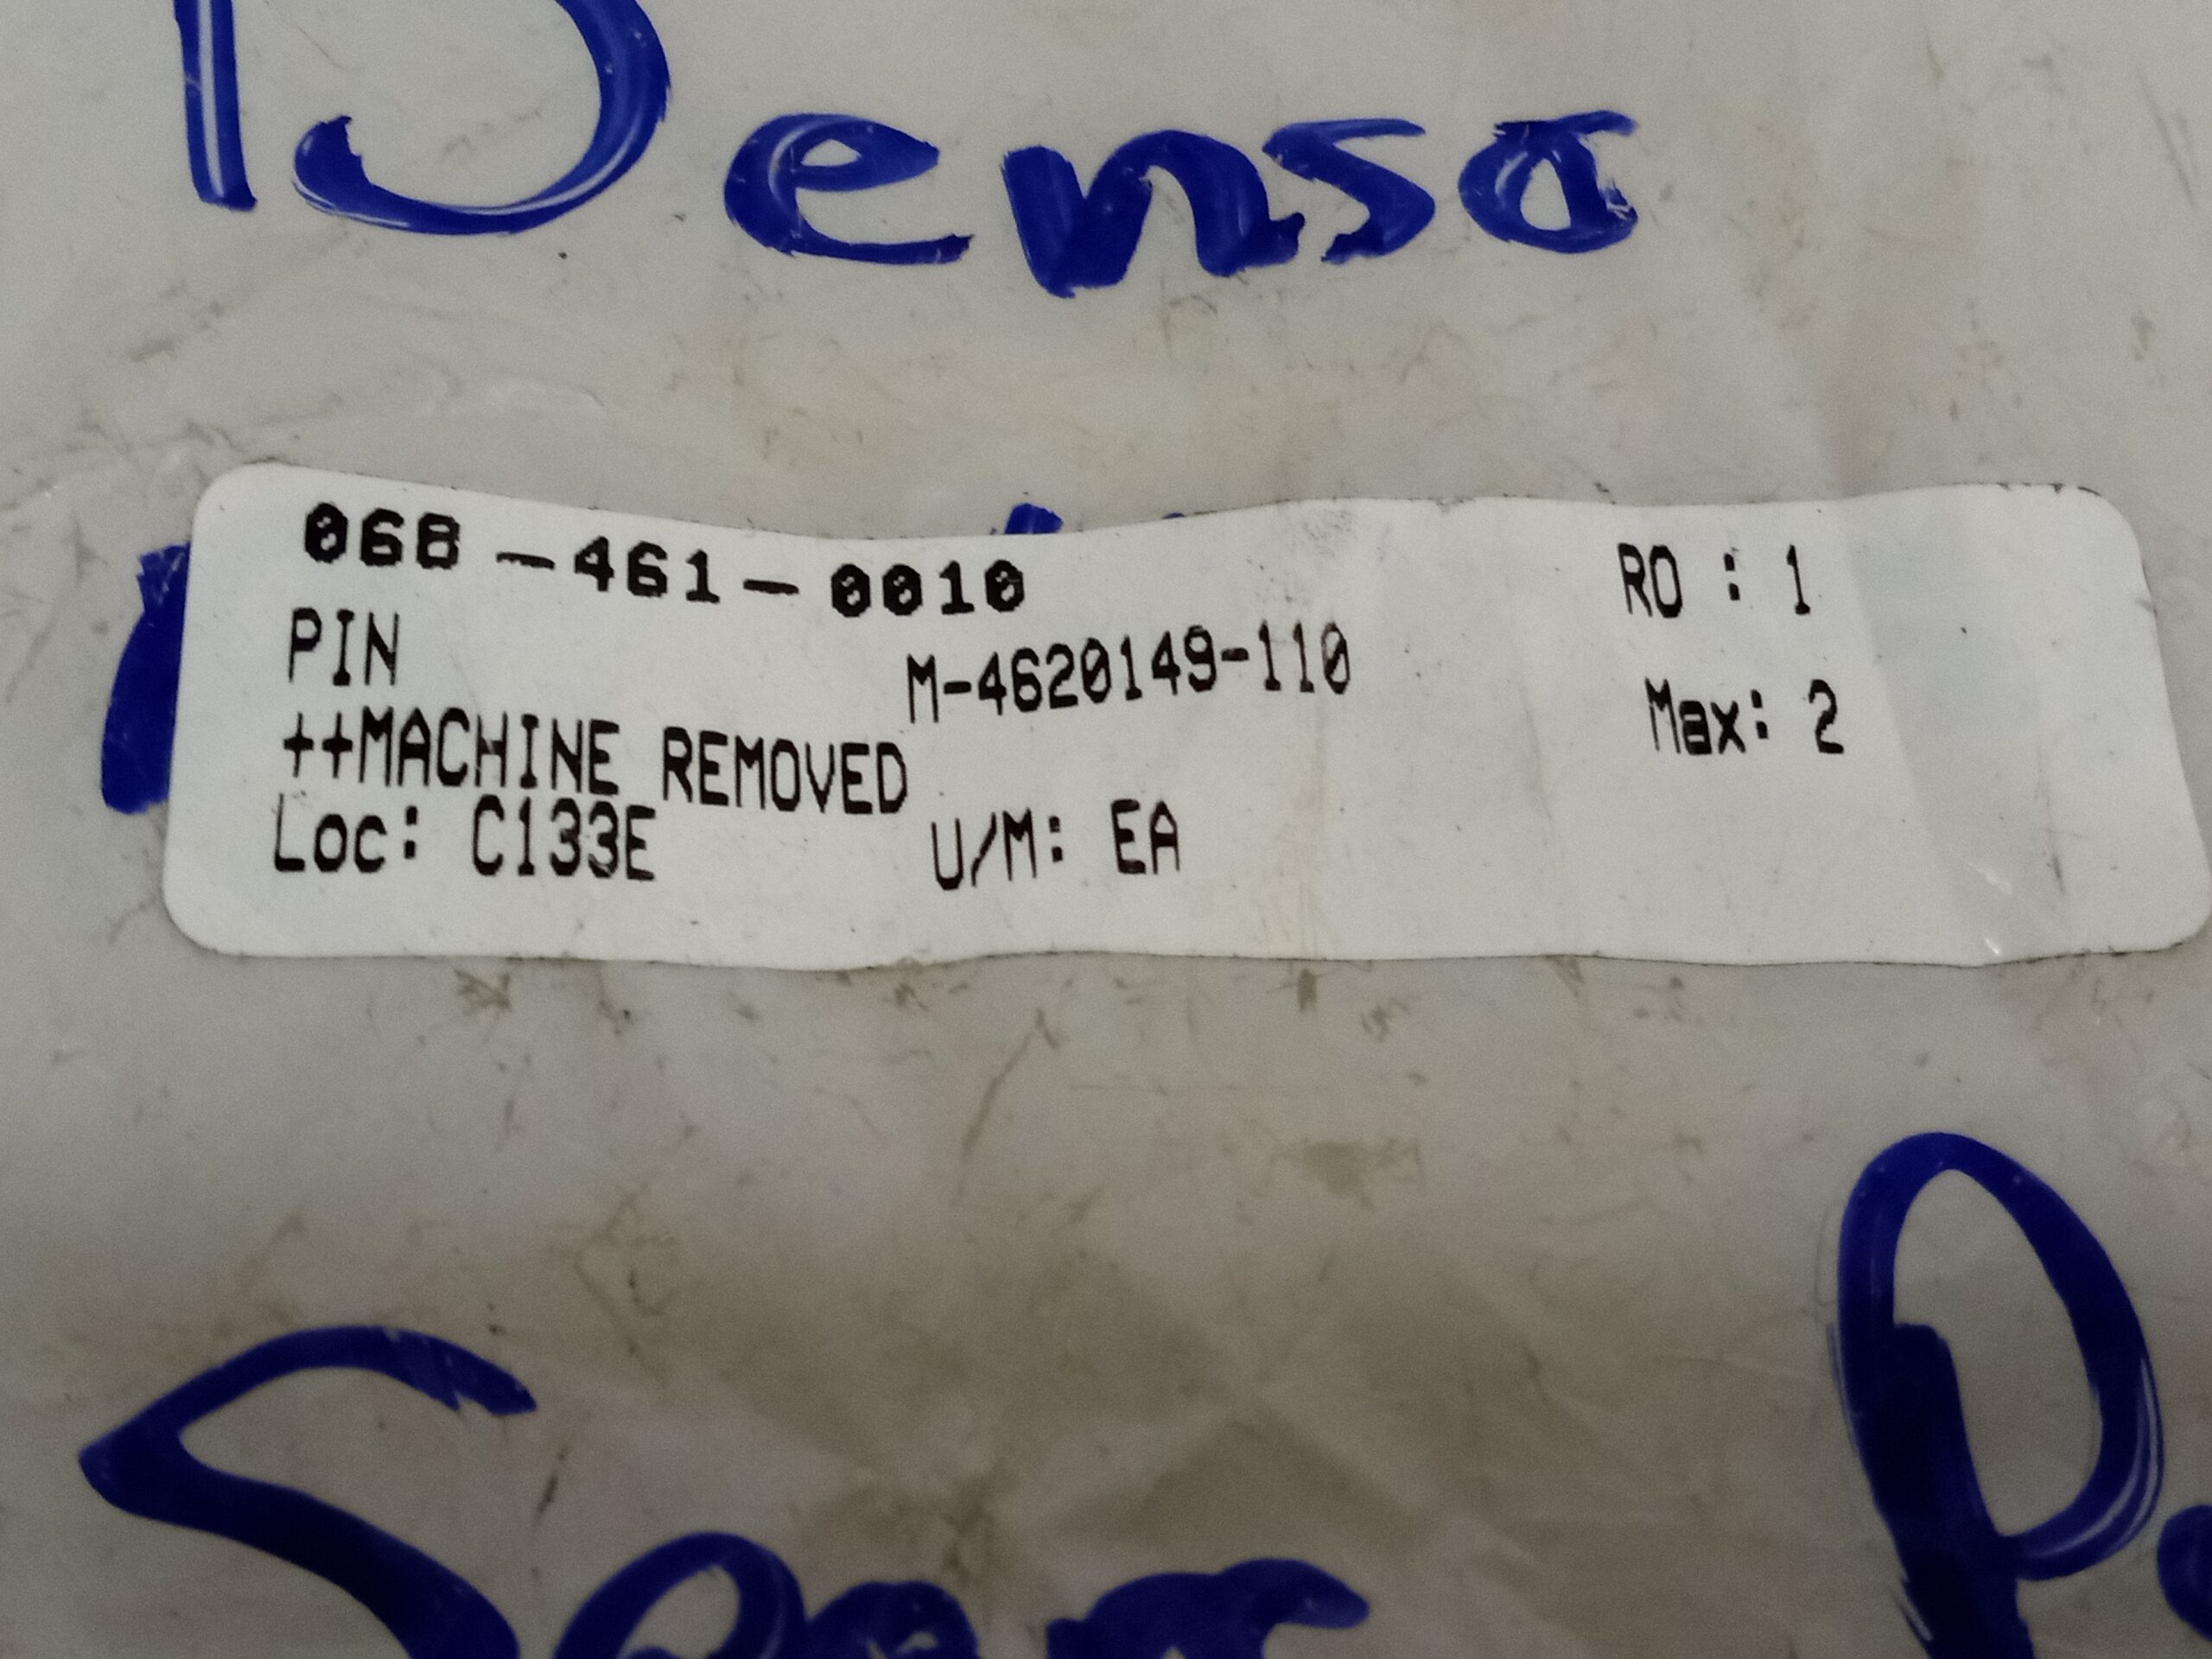 Denso
068-461-0010 RO : 1
PIN M-4620149-110 Max: 2
++MACHINE REMOVED
Loc: C133E U/M: EA